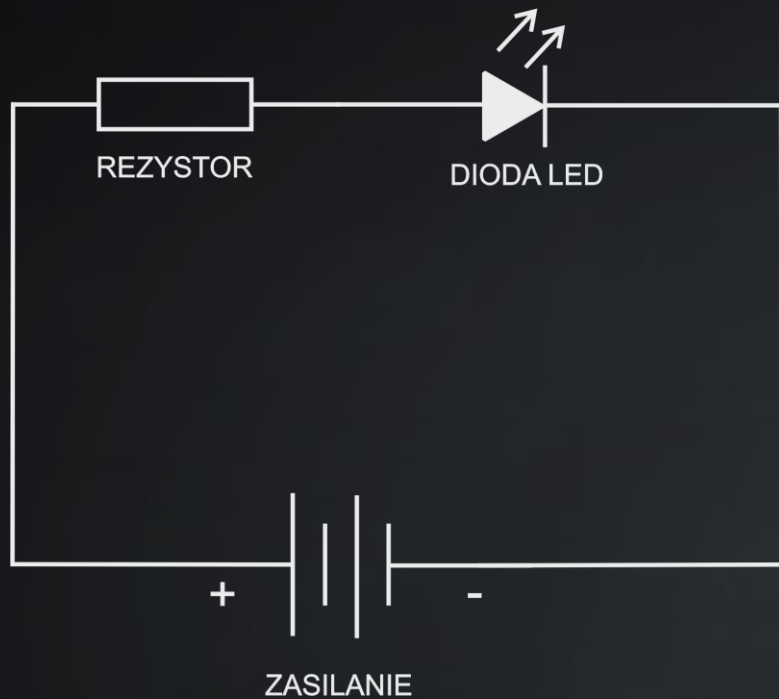 REZYSTOR
DIODA LED
+
-
ZASILANIE